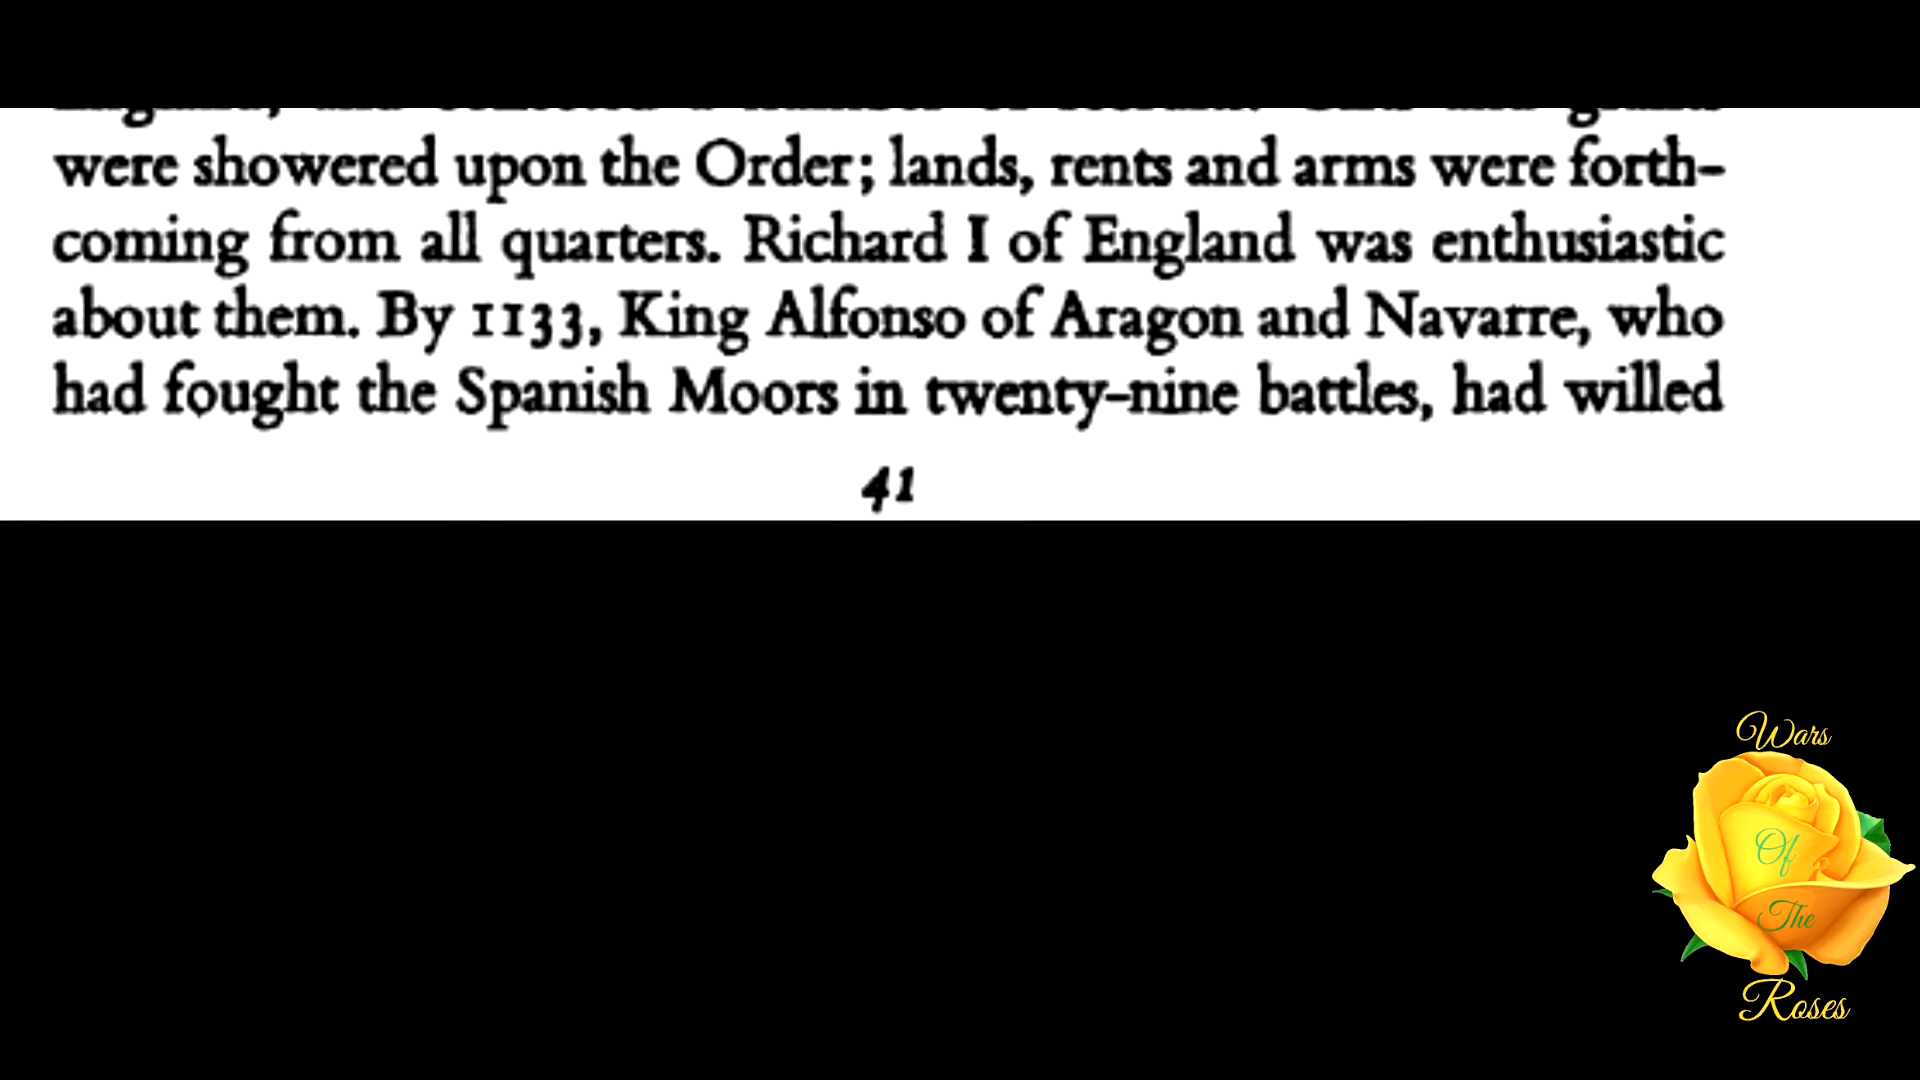 were showered upon the Order; lands, rents and arms were forth-
coming from all quarters. Richard I of England was enthusiastic
about them. By 1133, King Alfonso of Aragon and Navarre, who
had fought the Spanish Moors in twenty-nine battles, had willed
41
Wars
Of
The
Roses